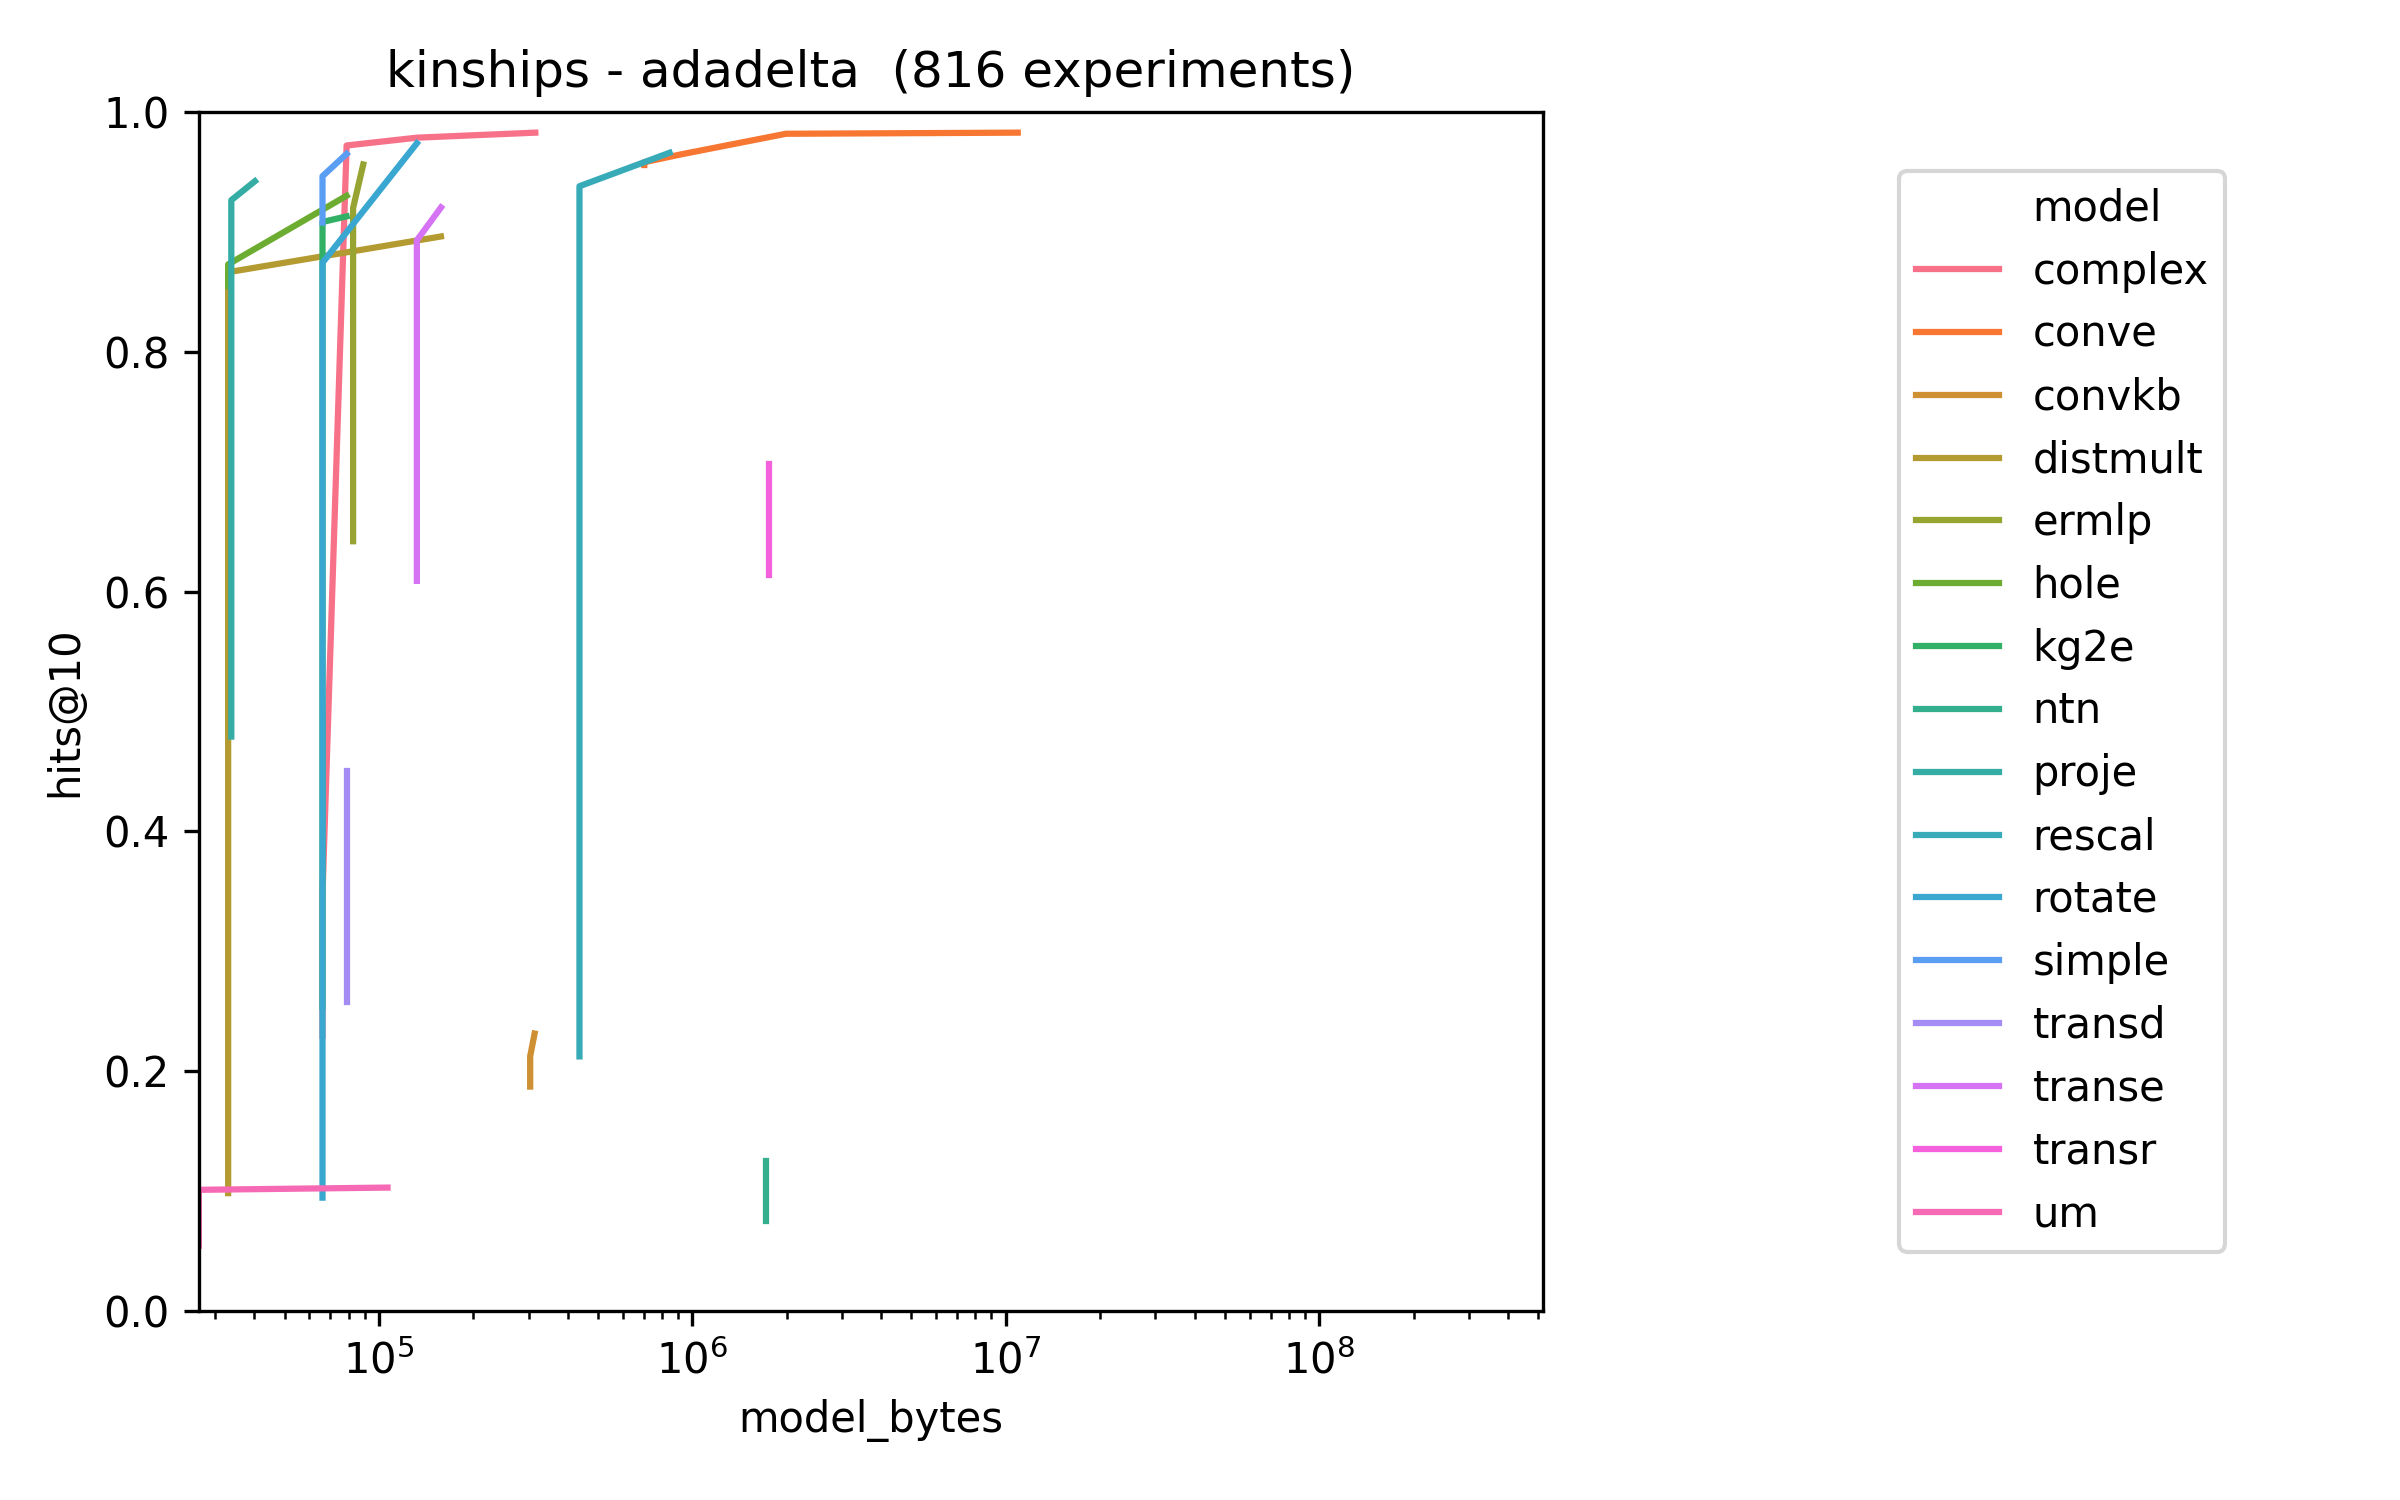 kinships - adadelta  (816 experiments)
1.0
0.8
0.6
0.4
0.2
0.0
hits@10
10^5
10^6
10^7
10^8
model_bytes
model
complex
conve
convkb
distmult
ermlp
hole
kg2e
ntn
proje
rescal
rotate
simple
transd
transe
transr
um